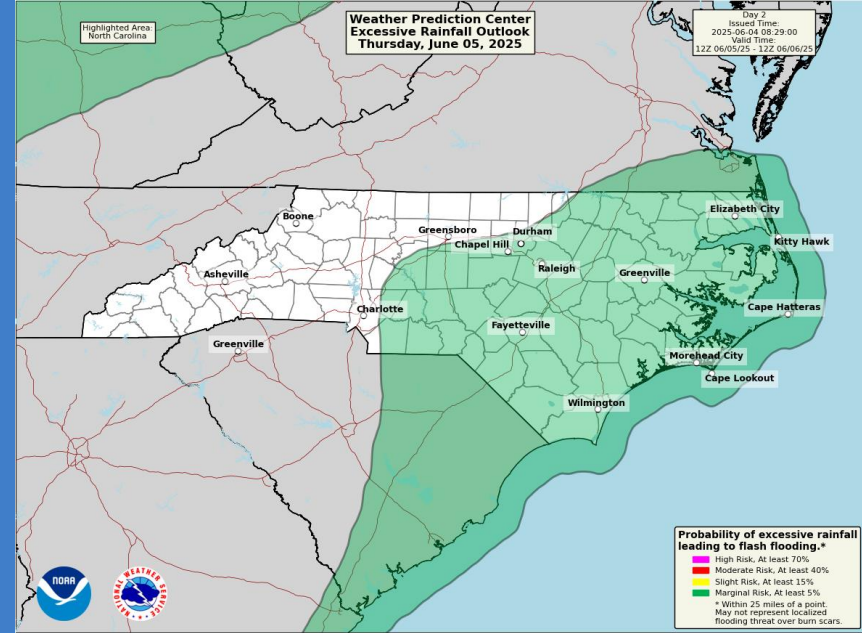 Highlighted Area:
North Carolina
Weather Prediction Center
Excessive Rainfall Outlook
Thursday, June 05, 2025
Day 2
Issued Time:
2025-06-04 08:29:00
Valid Time:
12Z 06/05/25 - 12Z 06/06/25
Boone
Greensboro
Durham
Chapel Hill
Raleigh
Elizabeth City
Kitty Hawk
Asheville
Greenville
Charlotte
Cape Hatteras
Fayetteville
Greenville
Morehead City
Cape Lookout
Wilmington
Probability of excessive rainfall
leading to flash flooding.*
High Risk, At least 70%
Moderate Risk, At least 40%
Slight Risk, At least 15%
Marginal Risk, At least 5%
* Within 25 miles of a point.
May not represent localized
flooding threat over burn scars.
NOAA
NATIONAL WEATHER SERVICE